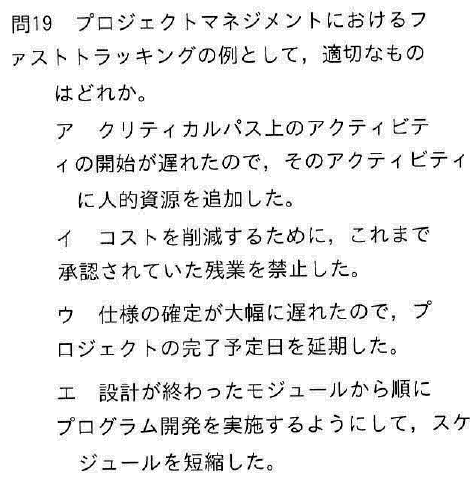 問19　プロジェクトマネジメントにおけるフ
ァストトラッキングの例として，適切なもの
はどれか。
ア　クリティカルパス上のアクティビテ
ィの開始が遅れたので，そのアクティビティ
に人的資源を追加した。
イ　コストを削減するために，これまで
承認されていた残業を禁止した。
ウ　仕様の確定が大幅に遅れたので，プ
ロジェクトの完了予定日を延期した。
エ　設計が終わったモジュールから順に
プログラム開発を実施するようにして，スケ
ジュールを短縮した。